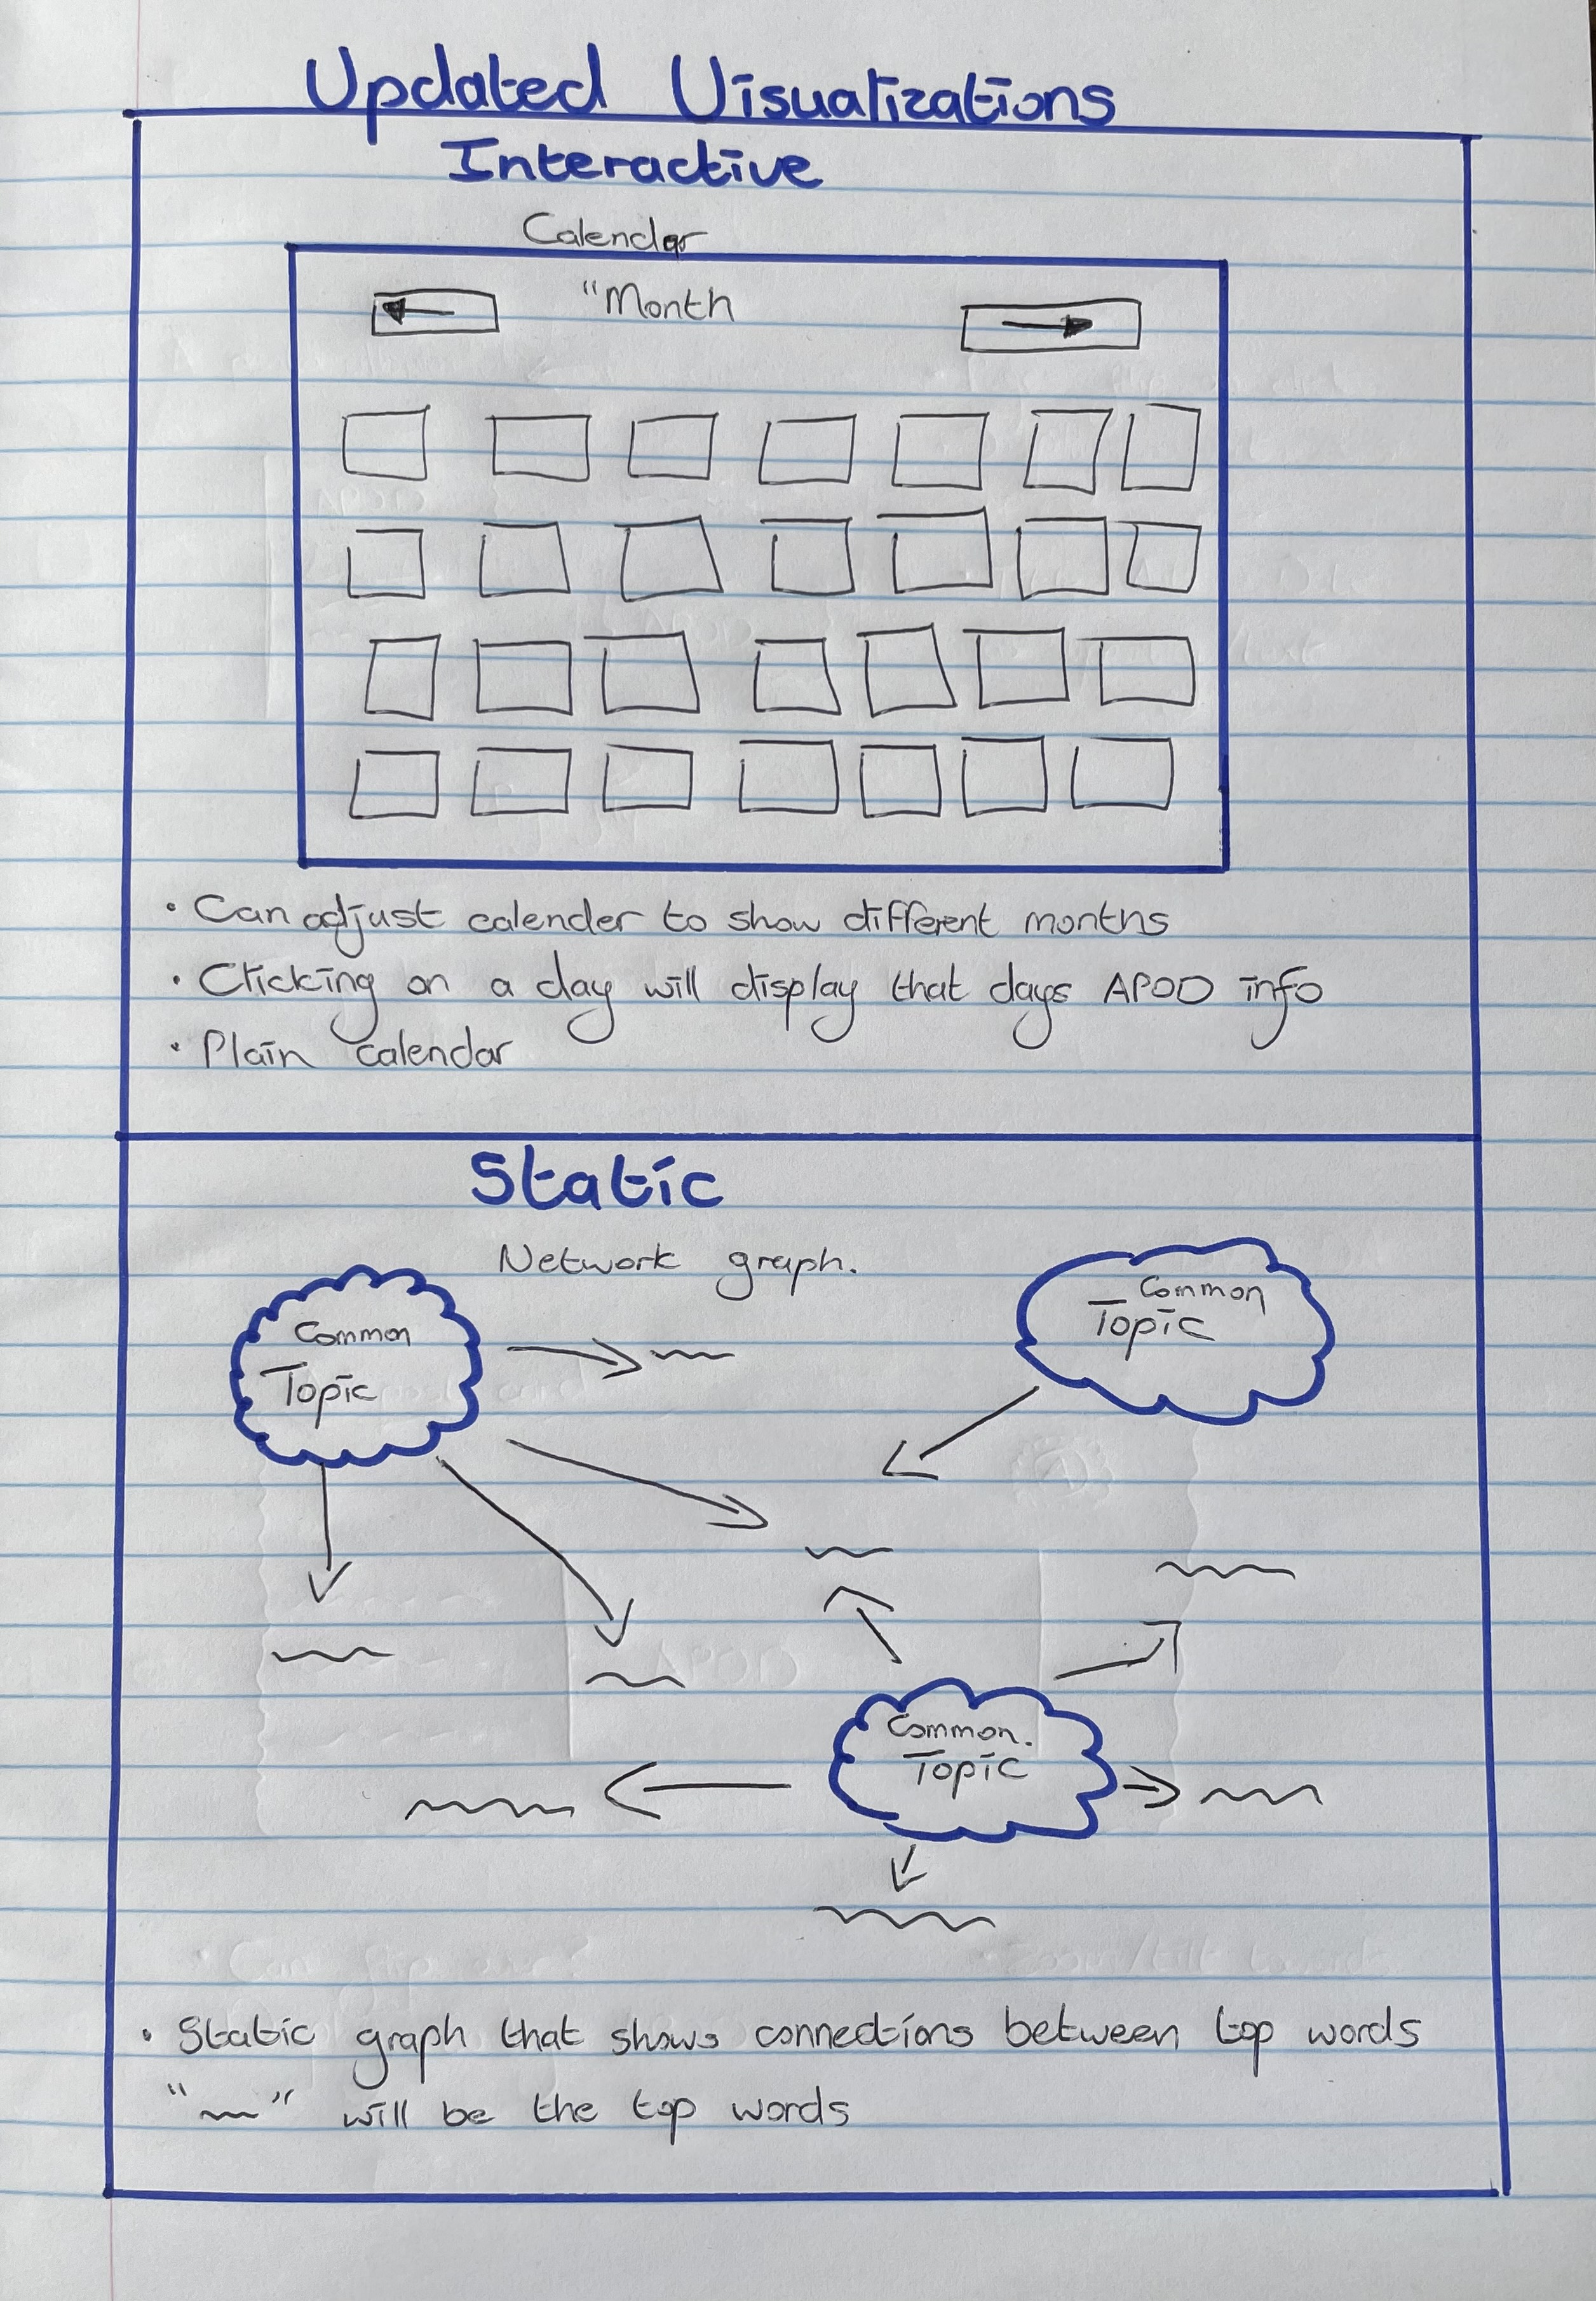 Updated Visualizations
Interactive
Calendar
"Month
• Can adjust calender to show different months
• Clicking on a day will display that days APOD info
• Plain calendar
Static
Network graph.
Common
Topic
Common
Topic
Common.
Topic
• Static graph that shows connections between top words
"~~" will be the top words